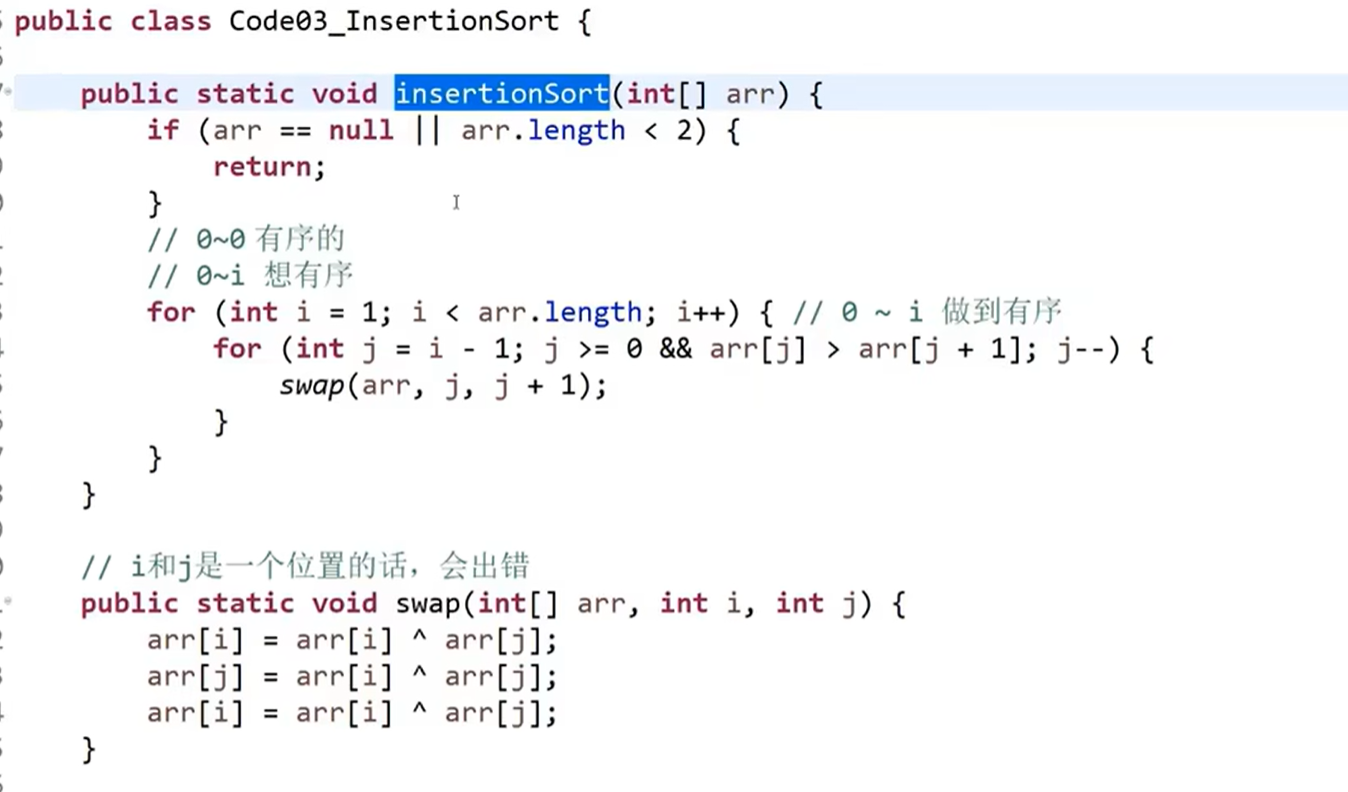 public class Code03_InsertionSort {
public static void insertionSort(int[] arr) {
if (arr == null || arr.length < 2) {
return;
}
// 0~0 有序的
// 0~i 想有序
for (int i = 1; i < arr.length; i++) { // 0 ~ i 做到有序
for (int j = i - 1; j >= 0 && arr[j] > arr[j + 1]; j--) {
swap(arr, j, j + 1);
}
}
}
// i和j是一个位置的话，会出错
public static void swap(int[] arr, int i, int j) {
arr[i] = arr[i] ^ arr[j];
arr[j] = arr[i] ^ arr[j];
arr[i] = arr[i] ^ arr[j];
}